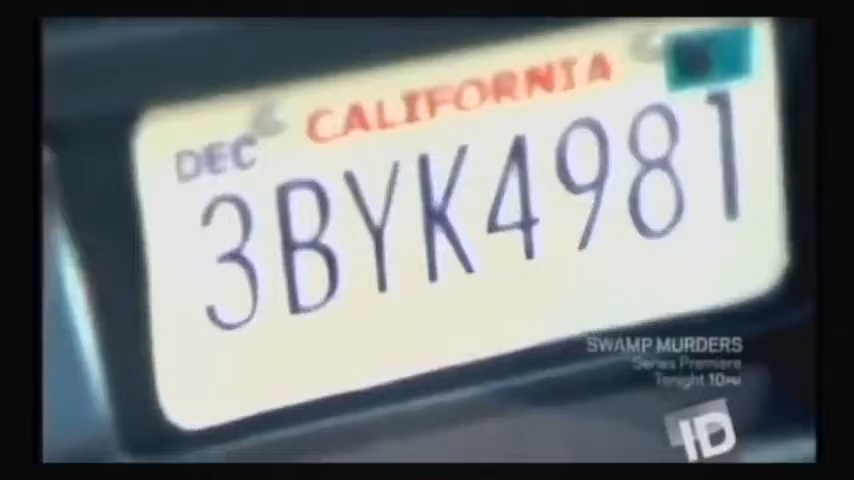 CALIFORNIA
DEC
3BYK4981
SWAMP MURDERS
Series Premiere
Tonight 10PM
ID